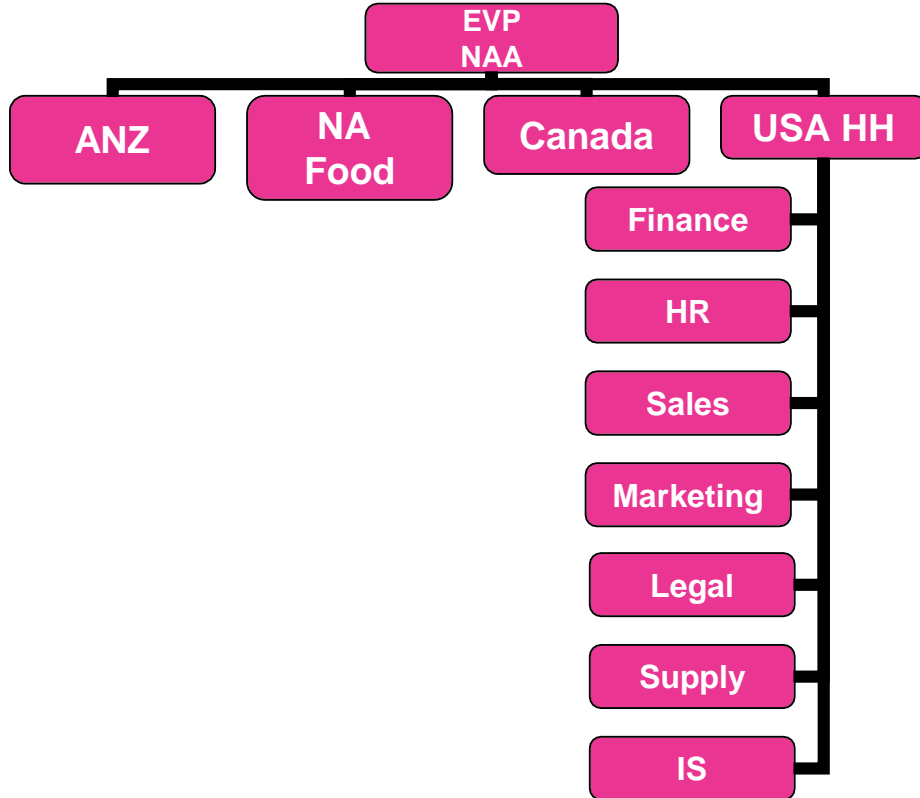 EVP
NAA
ANZ
NA
Food
Canada
USA HH
Finance
HR
Sales
Marketing
Legal
Supply
IS